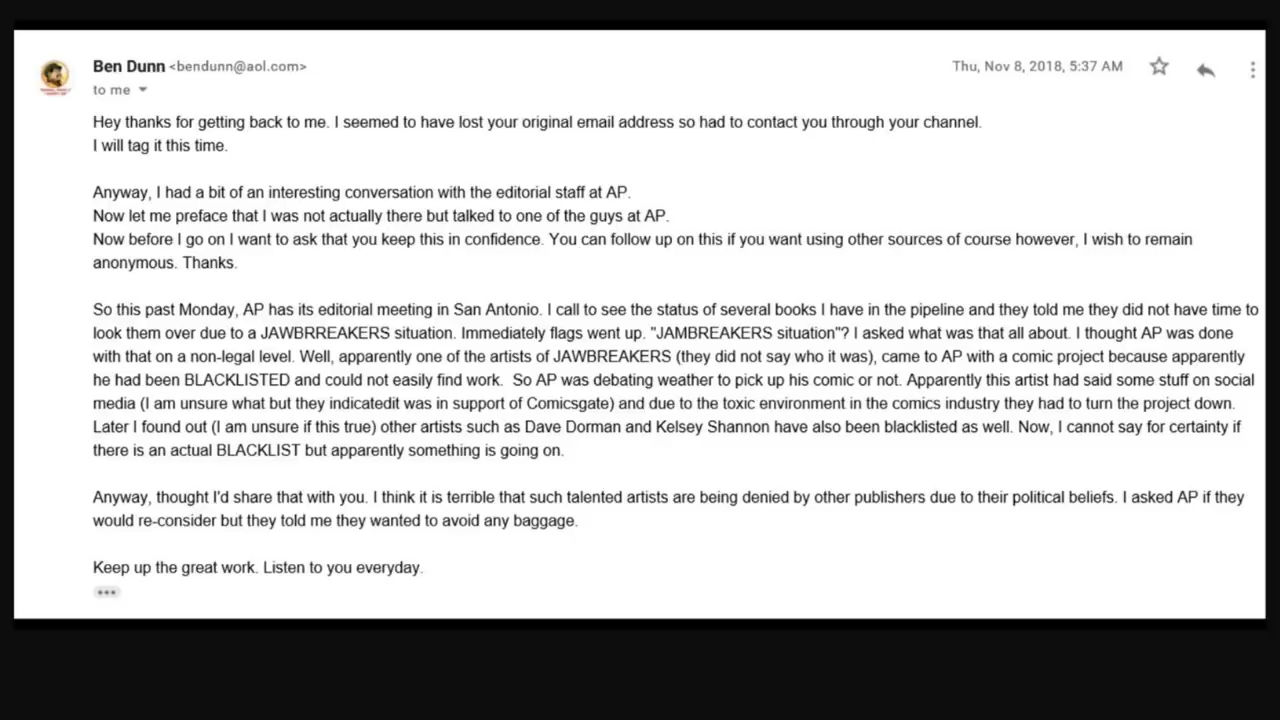 Ben Dunn <bendunn@aol.com>
Thu, Nov 8, 2018, 5:37 AM
to me
Hey thanks for getting back to me. I seemed to have lost your original email address so had to contact you through your channel.
I will tag it this time.
Anyway, I had a bit of an interesting conversation with the editorial staff at AP.
Now let me preface that I was not actually there but talked to one of the guys at AP.
Now before I go on I want to ask that you keep this in confidence. You can follow up on this if you want using other sources of course however, I wish to remain
anonymous. Thanks.
So this past Monday, AP has its editorial meeting in San Antonio. I call to see the status of several books I have in the pipeline and they told me they did not have time to
look them over due to a JAWBRREAKERS situation. Immediately flags went up. "JAMBREAKERS situation"? I asked what was that all about. I thought AP was done
with that on a non-legal level. Well, apparently one of the artists of JAWBREAKERS (they did not say who it was), came to AP with a comic project because apparently
he had been BLACKLISTED and could not easily find work.  So AP was debating weather to pick up his comic or not. Apparently this artist had said some stuff on social
media (I am unsure what but they indicatedit was in support of Comicsgate) and due to the toxic environment in the comics industry they had to turn the project down.
Later I found out (I am unsure if this true) other artists such as Dave Dorman and Kelsey Shannon have also been blacklisted as well. Now, I cannot say for certainty if
there is an actual BLACKLIST but apparently something is going on.
Anyway, thought I'd share that with you. I think it is terrible that such talented artists are being denied by other publishers due to their political beliefs. I asked AP if they
would re-consider but they told me they wanted to avoid any baggage.
Keep up the great work. Listen to you everyday.